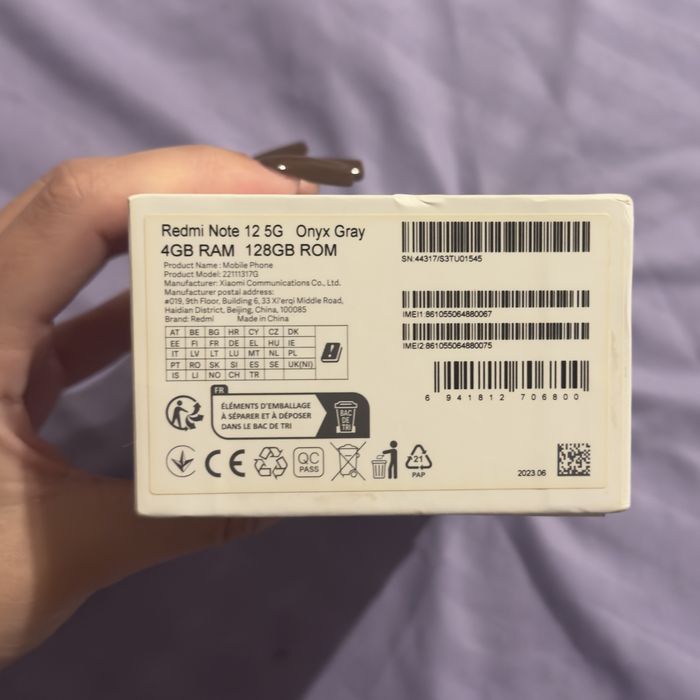 Redmi Note 12 5G Onyx Gray
4GB RAM 128GB ROM
Product Name : Mobile Phone
Product Model: 22111317G
Manufacturer: Xiaomi Communications Co., Ltd.
Manufacturer postal address:
#019, 9th Floor, Building 6, 33 Xi'erqi Middle Road,
Haidian District, Beijing, China, 100085
Brand: Redmi Made in China
AT BE BG HR CY CZ DK
EE FI FR DE EL HU IE
IT LV LT LU MT NL PL
PT RO SK SI ES SE UK(NI)
IS LI NO CH TR
FR
ÉLÉMENTS D'EMBALLAGE
À SÉPARER ET À DÉPOSER
DANS LE BAC DE TRI
BAC
DE
TRI
CE
QC
PASS
21
PAP
SN:44317/S3TU01545
IMEI1:861055064880067
IMEI2:861055064880075
6 941812 706800
2023.06